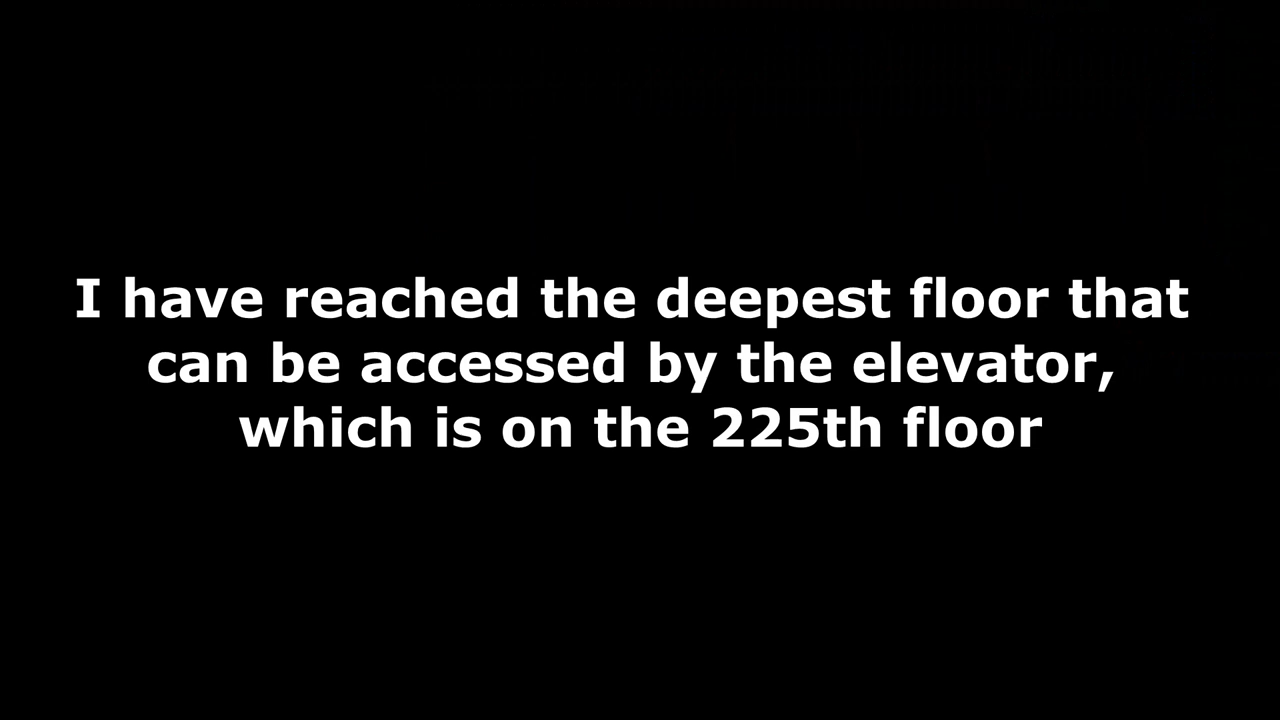 I have reached the deepest floor that
can be accessed by the elevator,
which is on the 225th floor